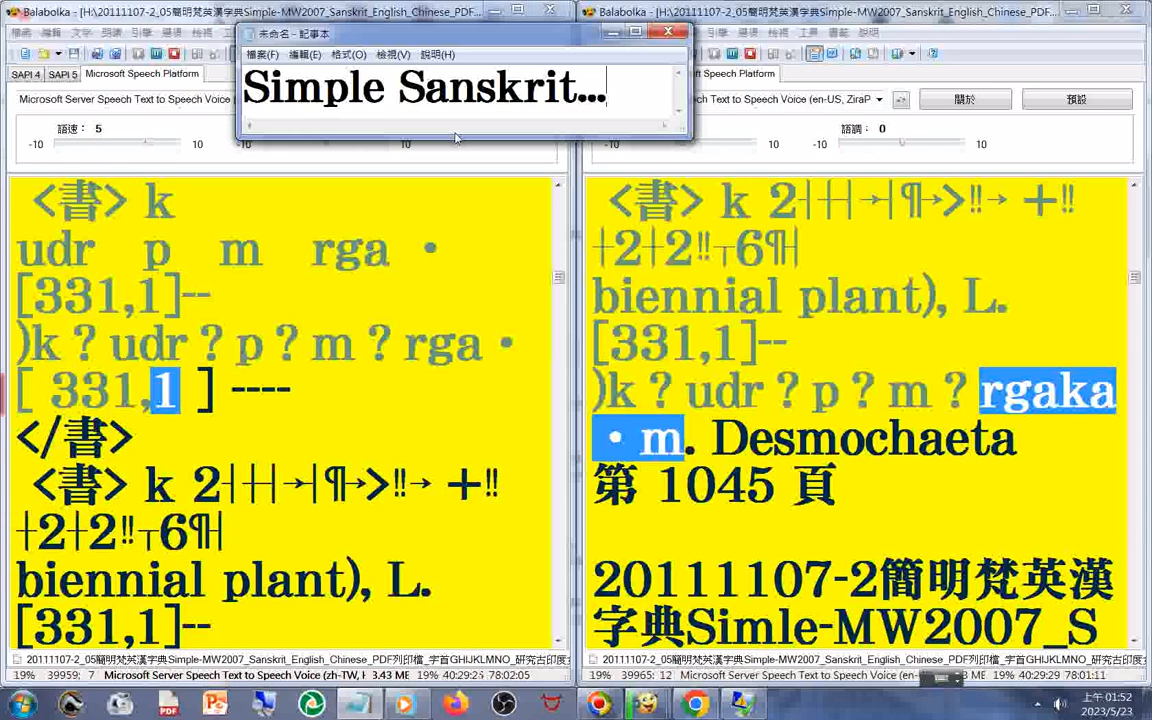 Balabolka - [H:\20111107-2_05簡明梵英漢字典Simple-MW2007_Sanskrit_English_Chinese_PDF...
Balabolka - [H:\20111107-2_05簡明梵英漢字典Simple-MW2007_Sanskrit_English_Chinese_PDF...
未命名 - 記事本
檔案(F) 編輯(E) 格式(O) 檢視(V) 說明(H)
Simple Sanskrit...
SAPI 4 SAPI 5 Microsoft Speech Platform
t Speech Platform
Microsoft Server Speech Text to Speech Voice (
ch Text to Speech Voice (en-US, ZiraP
關於
預設
語速： 5
語調： 0
-10 10 -10 10
-10 10
<書> k
udr p m rga •
[331,1]--
)k ? udr ? p ? m ? rga •
[ 331,1 ] ----
</書>
<書> k 2┤├┤→┤¶→>‼→ +‼
┼2┼2‼┬6¶┤
biennial plant), L.
[331,1]--
<書> k 2┤├┤→┤¶→>‼→ +‼
┼2┼2‼┬6¶┤
biennial plant), L.
[331,1]--
)k ? udr ? p ? m ? rgaka
• m. Desmochaeta
第 1045 頁
20111107-2簡明梵英漢
字典Simle-MW2007_S
20111107-2_05簡明梵英漢字典Simple-MW2007_Sanskrit_English_Chinese_PDF列印檔_字首GHIJKLMNO_研究古印度
20111107-2_05簡明梵英漢字典Simple-MW2007_Sanskrit_English_Chinese_PDF列印檔_字首GHIJKLMNO_研究古印度
19% 39959: 7 Microsoft Server Speech Text to Speech Voice (zh-TW, 3.43 ME 40:29:25 78:02:05
19% 39965: 12 Microsoft Server Speech Text to Speech Voice (en- 40:29:29 78:01:11
上午 01:52
2023/5/23